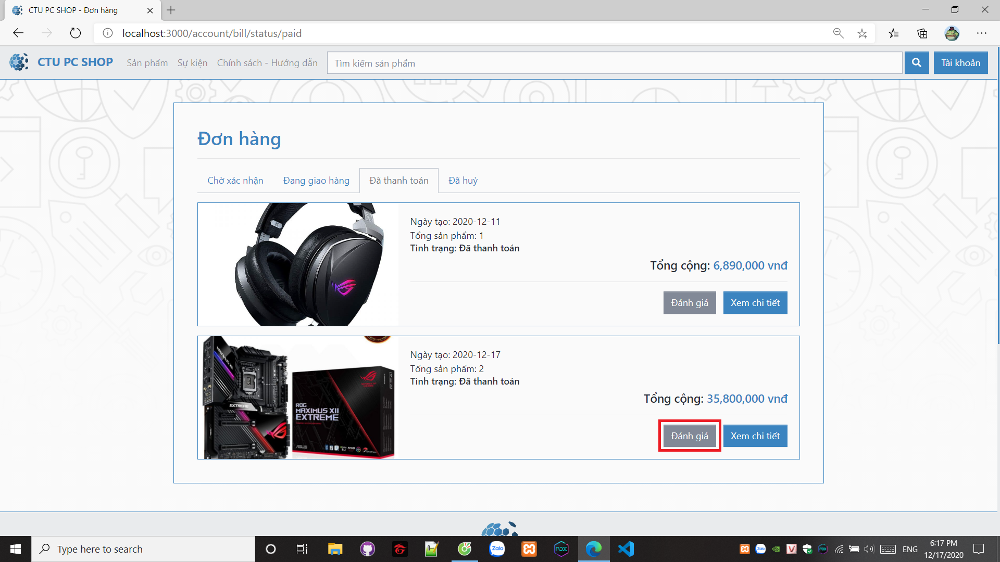 CTU PC SHOP - Đơn hàng
localhost:3000/account/bill/status/paid
CTU PC SHOP
Sản phẩm
Sự kiện
Chính sách - Hướng dẫn
Tìm kiếm sản phẩm
Tài khoản
Đơn hàng
Chờ xác nhận
Đang giao hàng
Đã thanh toán
Đã huỷ
Ngày tạo: 2020-12-11
Tổng sản phẩm: 1
Tình trạng: Đã thanh toán
Tổng cộng: 6,890,000 vnđ
Đánh giá
Xem chi tiết
EXTREME
ROG
MAXIMUS XII
EXTREME
ASUS
Ngày tạo: 2020-12-17
Tổng sản phẩm: 2
Tình trạng: Đã thanh toán
Tổng cộng: 35,800,000 vnđ
Đánh giá
Xem chi tiết
Type here to search
Zalo
nox
ENG
6:17 PM
12/17/2020